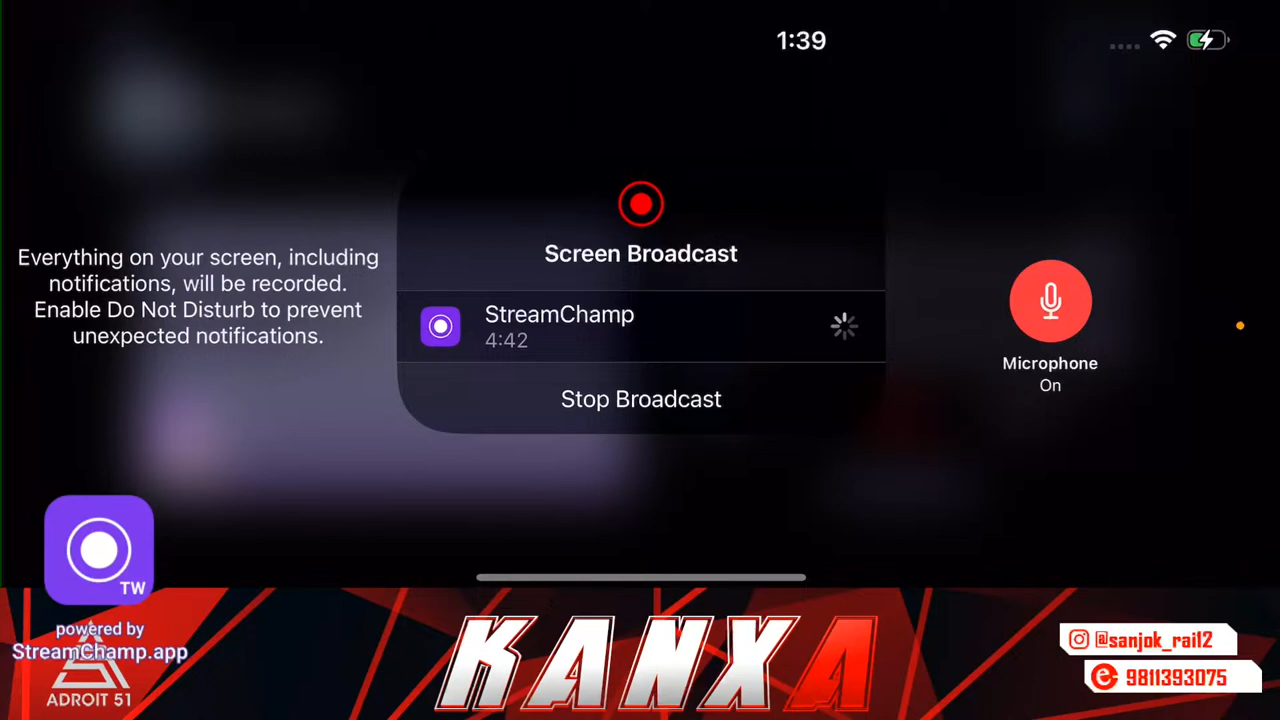 1:39
Everything on your screen, including
notifications, will be recorded.
Enable Do Not Disturb to prevent
unexpected notifications.
Screen Broadcast
StreamChamp
4:42
Stop Broadcast
Microphone
On
TW
powered by
StreamChamp.app
ADROIT 51
KANXA
@sanjok_rai12
9811393075